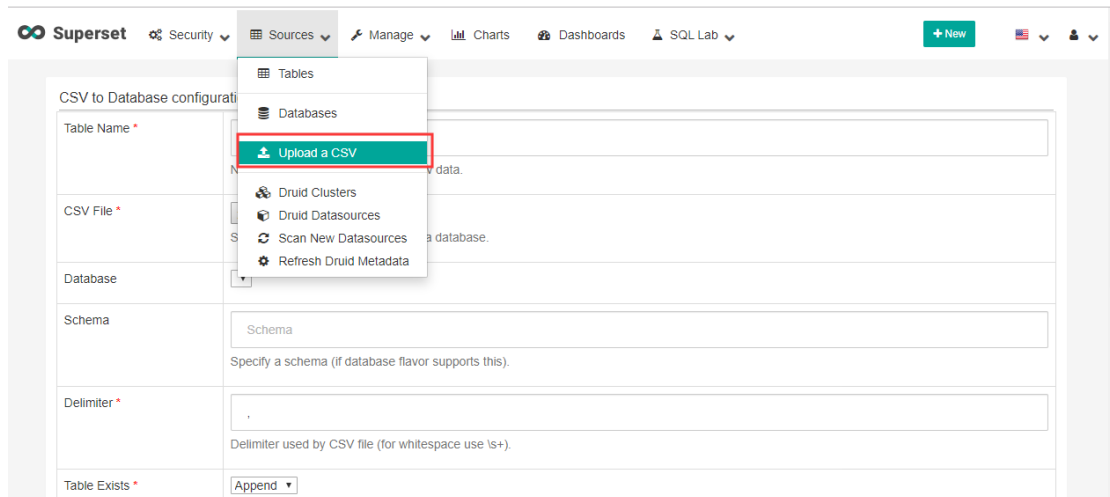 Superset Security Sources Manage Charts Dashboards SQL Lab + New
Tables
CSV to Database configurati
Databases
Table Name *
Upload a CSV
data.
Druid Clusters
CSV File *
Druid Datasources
Scan New Datasources
a database.
Refresh Druid Metadata
Database
Schema
Schema
Specify a schema (if database flavor supports this).
Delimiter *
,
Delimiter used by CSV file (for whitespace use \s+).
Table Exists *
Append